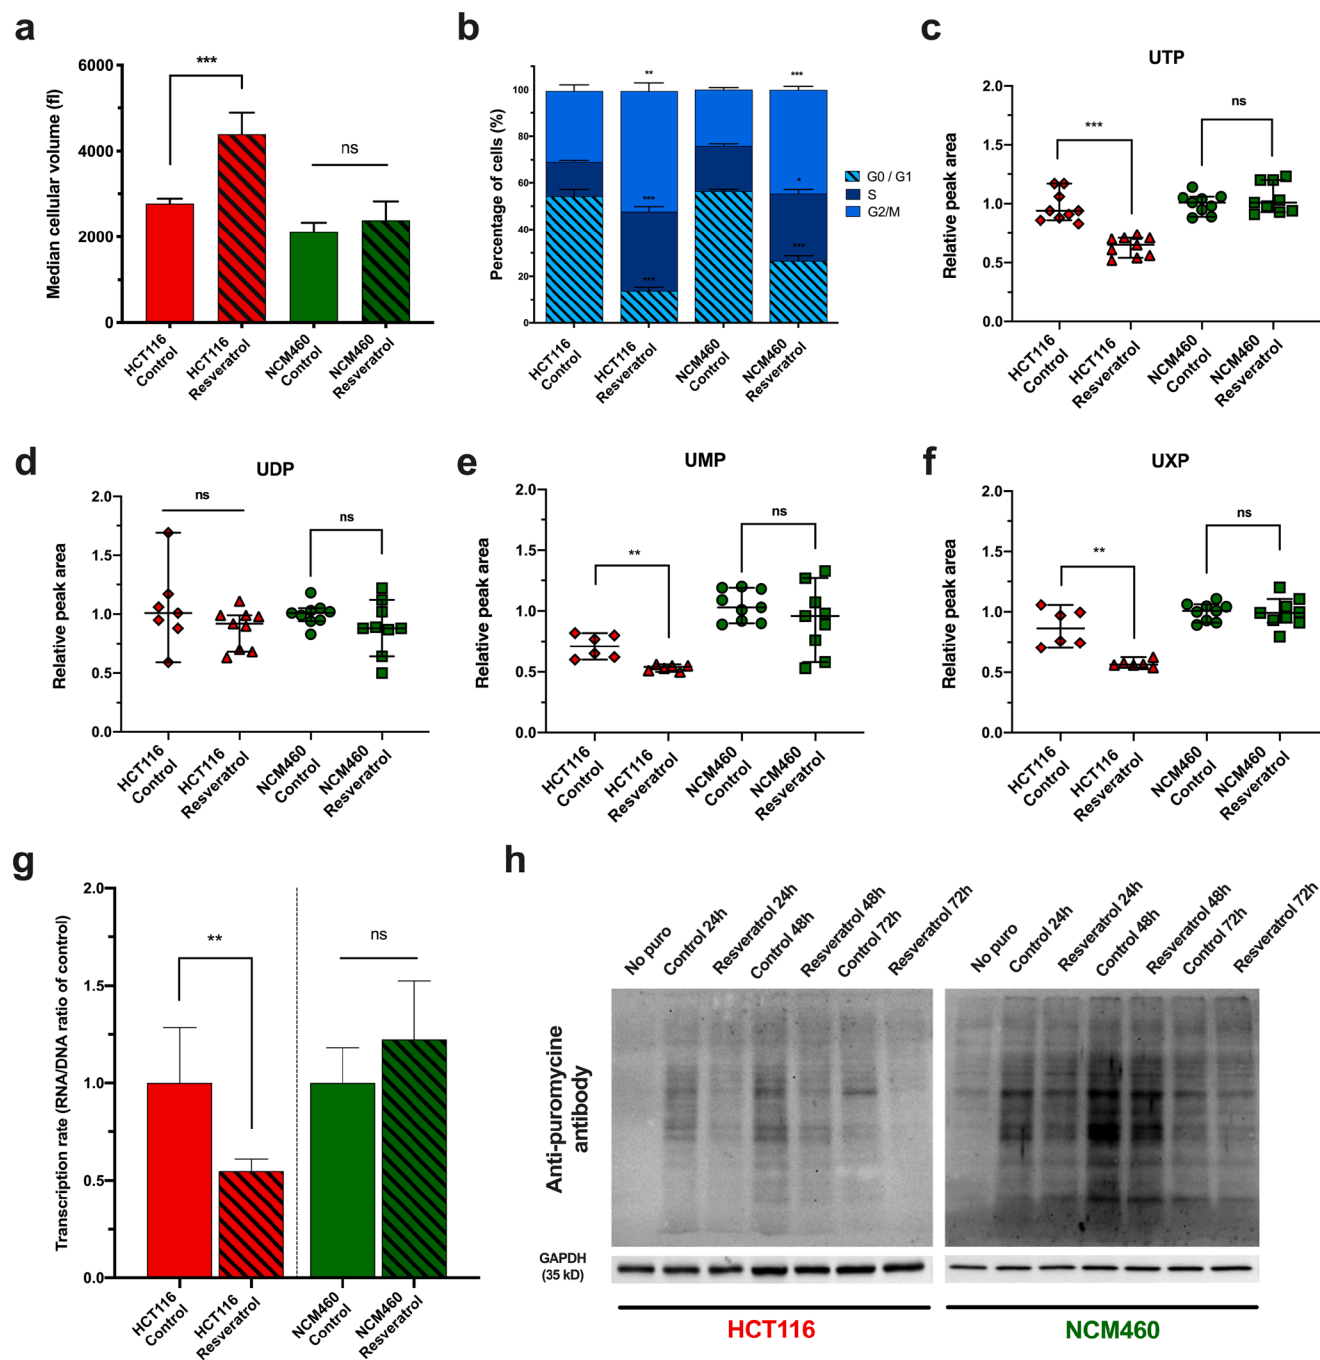 a
Median cellular volume (fl)
6000
4000
2000
0
***
ns
HCT116
Control
HCT116
Resveratrol
NCM460
Control
NCM460
Resveratrol
b
Percentage of cells (%)
100
80
60
40
20
0
**
***
***
***
*
***
HCT116
Control
HCT116
Resveratrol
NCM460
Control
NCM460
Resveratrol
G0 / G1
S
G2/M
c
UTP
Relative peak area
2.0
1.5
1.0
0.5
0.0
***
ns
HCT116
Control
HCT116
Resveratrol
NCM460
Control
NCM460
Resveratrol
d
UDP
Relative peak area
2.0
1.5
1.0
0.5
0.0
ns
ns
HCT116
Control
HCT116
Resveratrol
NCM460
Control
NCM460
Resveratrol
e
UMP
Relative peak area
2.0
1.5
1.0
0.5
0.0
**
ns
HCT116
Control
HCT116
Resveratrol
NCM460
Control
NCM460
Resveratrol
f
UXP
Relative peak area
2.0
1.5
1.0
0.5
0.0
**
ns
HCT116
Control
HCT116
Resveratrol
NCM460
Control
NCM460
Resveratrol
g
Transcription rate (RNA/DNA ratio of control)
2.0
1.5
1.0
0.5
0.0
**
ns
HCT116
Control
HCT116
Resveratrol
NCM460
Control
NCM460
Resveratrol
h
No puro
Control 24h
Resveratrol 24h
Control 48h
Resveratrol 48h
Control 72h
Resveratrol 72h
No puro
Control 24h
Resveratrol 24h
Control 48h
Resveratrol 48h
Control 72h
Resveratrol 72h
Anti-puromycine
antibody
GAPDH
(35 kD)
HCT116
NCM460